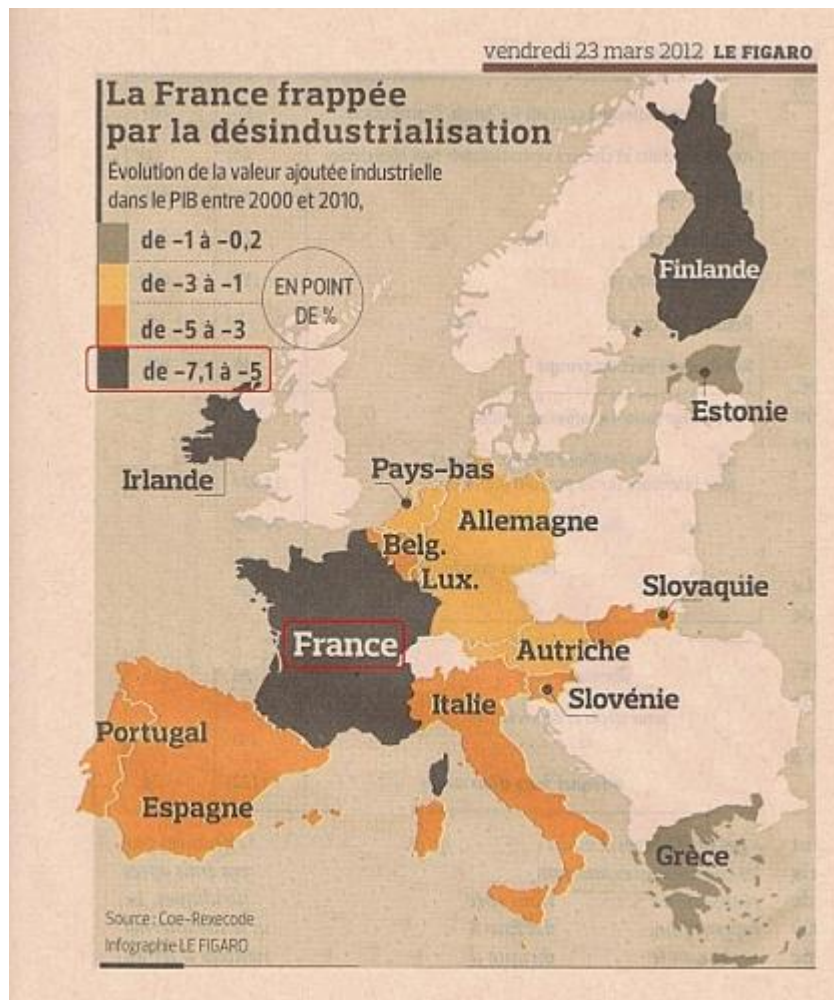 vendredi 23 mars 2012 LE FIGARO
La France frappée
par la désindustrialisation
Évolution de la valeur ajoutée industrielle
dans le PIB entre 2000 et 2010,
de -1 à -0,2
de -3 à -1
de -5 à -3
de -7,1 à -5
EN POINT
DE %
Finlande
Estonie
Irlande
Pays-bas
Allemagne
Belg.
Lux.
Slovaquie
France
Autriche
Italie
Slovénie
Portugal
Espagne
Grèce
Source : Coe-Rexecode
Infographie LE FIGARO